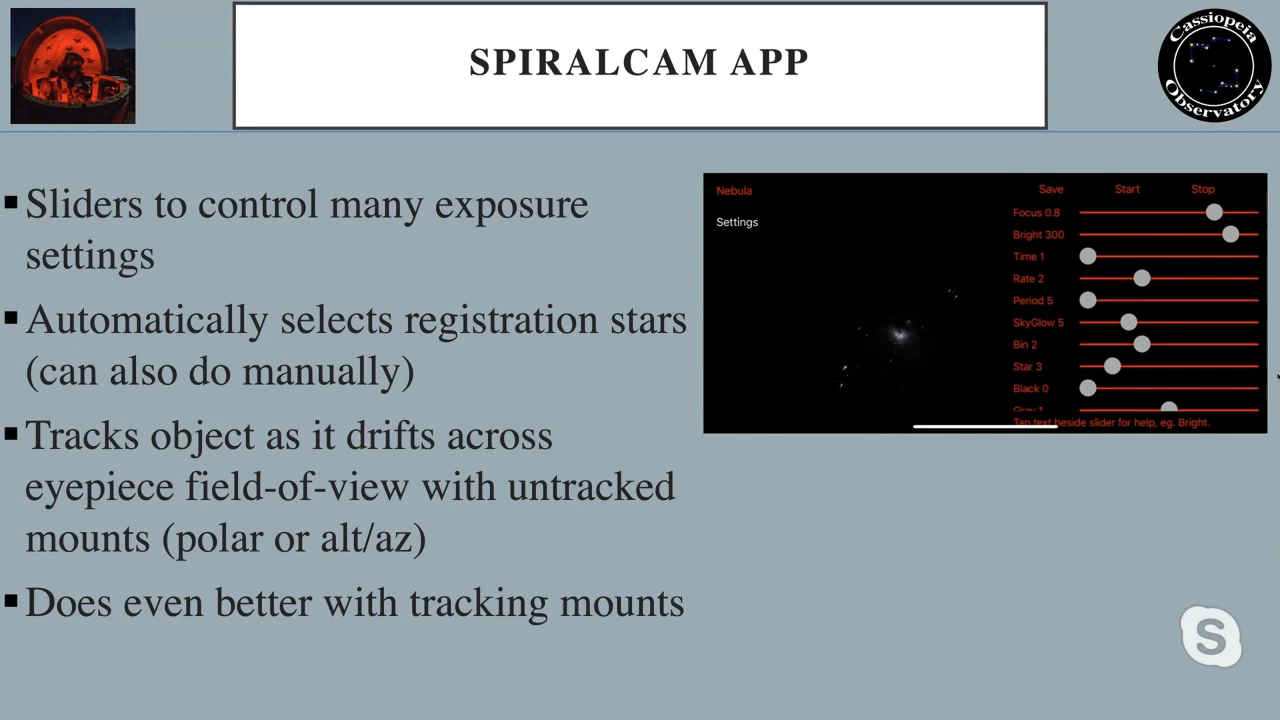 SPIRALCAM APP
Cassiopeia
Observatory
Sliders to control many exposure
settings
Automatically selects registration stars
(can also do manually)
Tracks object as it drifts across
eyepiece field-of-view with untracked
mounts (polar or alt/az)
Does even better with tracking mounts
Nebula
Settings
Save Start Stop
Focus 0.8
Bright 300
Time 1
Rate 2
Period 5
SkyGlow 5
Bin 2
Star 3
Black 0
Gray 1
Tap text beside slider for help, eg. Bright.
S